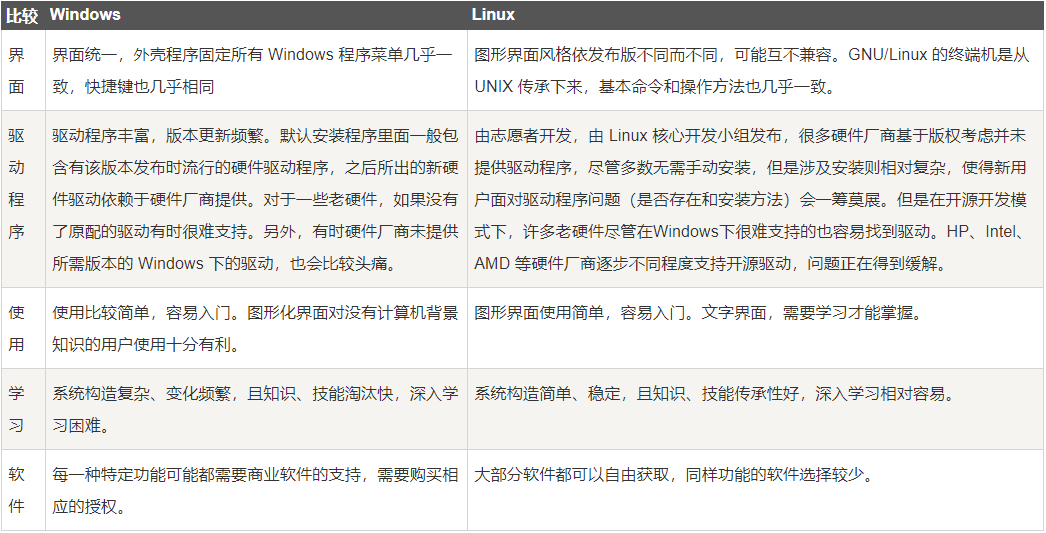 比较 Windows Linux
界面
界面统一，外壳程序固定所有 Windows 程序菜单几乎一
致，快捷键也几乎相同
图形界面风格依发布版不同而不同，可能互不兼容。GNU/Linux 的终端机是从
UNIX 传承下来，基本命令和操作方法也几乎一致。
驱动程序
驱动程序丰富，版本更新频繁。默认安装程序里面一般包
含有该版本发布时流行的硬件驱动程序，之后所出的新硬
件驱动依赖于硬件厂商提供。对于一些老硬件，如果没有
了原配的驱动有时很难支持。另外，有时硬件厂商未提供
所需版本的 Windows 下的驱动，也会比较头痛。
由志愿者开发，由 Linux 核心开发小组发布，很多硬件厂商基于版权考虑并未
提供驱动程序，尽管多数无需手动安装，但是涉及安装则相对复杂，使得新用
户面对驱动程序问题（是否存在和安装方法）会一筹莫展。但是在开源开发模
式下，许多老硬件尽管在Windows下很难支持的也容易找到驱动。HP、Intel、
AMD 等硬件厂商逐步不同程度支持开源驱动，问题正在得到缓解。
使用
使用比较简单，容易入门。图形化界面对没有计算机背景
知识的用户使用十分有利。
图形界面使用简单，容易入门。文字界面，需要学习才能掌握。
学习
系统构造复杂、变化频繁，且知识、技能淘汰快，深入学
习困难。
系统构造简单、稳定，且知识、技能传承性好，深入学习相对容易。
软件
每一种特定功能可能都需要商业软件的支持，需要购买相
应的授权。
大部分软件都可以自由获取，同样功能的软件选择较少。